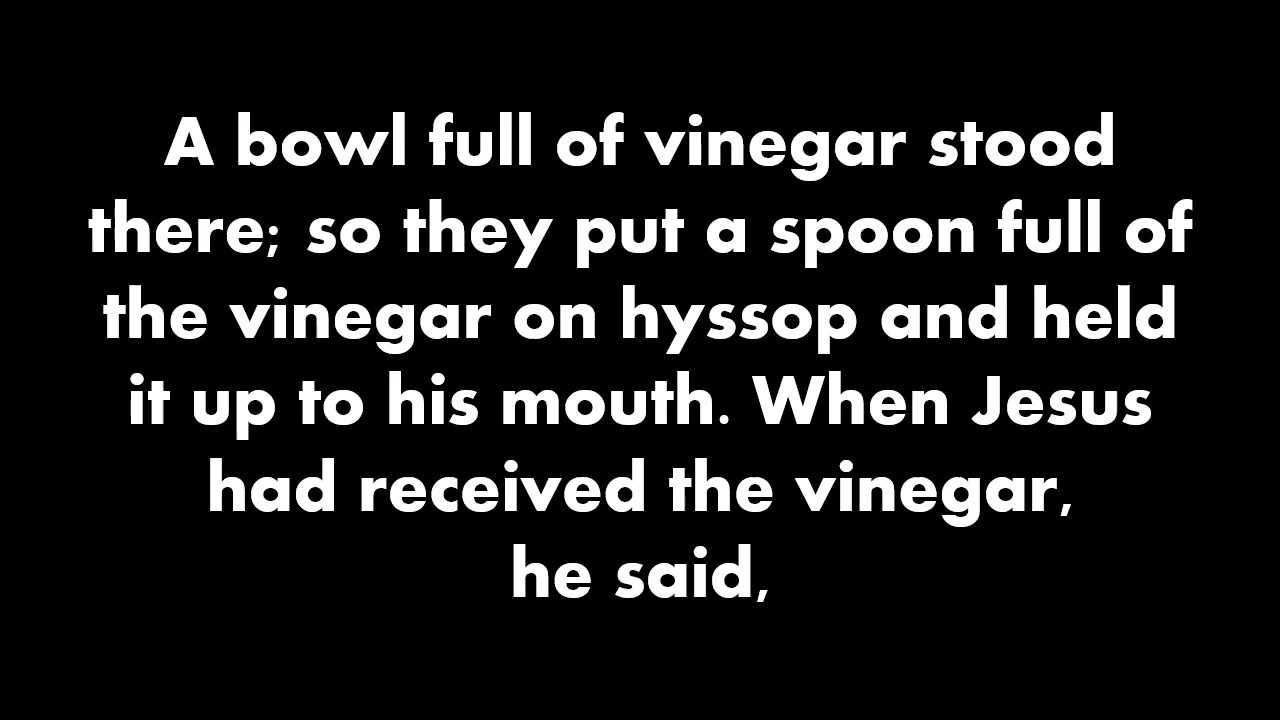 A bowl full of vinegar stood
there; so they put a spoon full of
the vinegar on hyssop and held
it up to his mouth. When Jesus
had received the vinegar,
he said,